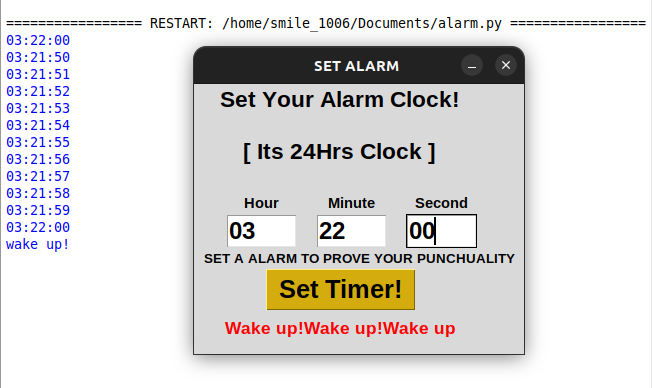 ================= RESTART: /home/smile_1006/Documents/alarm.py =================
03:22:00
03:21:50
03:21:51
03:21:52
03:21:53
03:21:54
03:21:55
03:21:56
03:21:57
03:21:58
03:21:59
03:22:00
wake up!
SET ALARM
Set Your Alarm Clock!
[ Its 24Hrs Clock ]
Hour Minute Second
03 22 00
SET A ALARM TO PROVE YOUR PUNCHUALITY
Set Timer!
Wake up!Wake up!Wake up